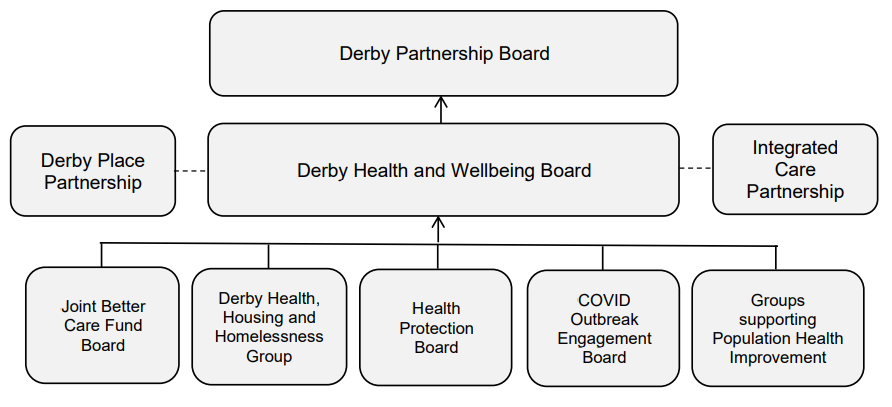 Derby Partnership Board
Derby Place
Partnership
Derby Health and Wellbeing Board
Integrated
Care
Partnership
Joint Better
Care Fund
Board
Derby Health,
Housing and
Homelessness
Group
Health
Protection
Board
COVID
Outbreak
Engagement
Board
Groups
supporting
Population Health
Improvement